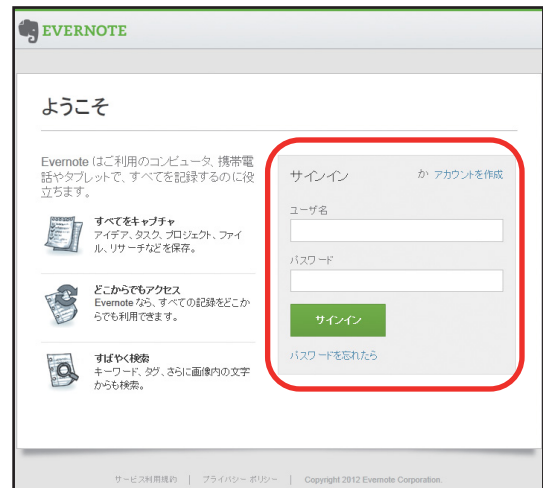 EVERNOTE
ようこそ
Evernote はご利用のコンピュータ、携帯電
話やタブレットで、すべてを記録するのに役
立ちます。
すべてをキャプチャ
アイデア、タスク、プロジェクト、ファイ
ル、リサーチなどを保存。
どこからでもアクセス
Evernote なら、すべての記録をどこか
らでも利用できます。
すばやく検索
キーワード、タグ、さらに画像内の文字
からも検索。
サインイン か アカウントを作成
ユーザ名
パスワード
サインイン
パスワードを忘れたら
サービス利用規約 | プライバシー ポリシー | Copyright 2012 Evernote Corporation.